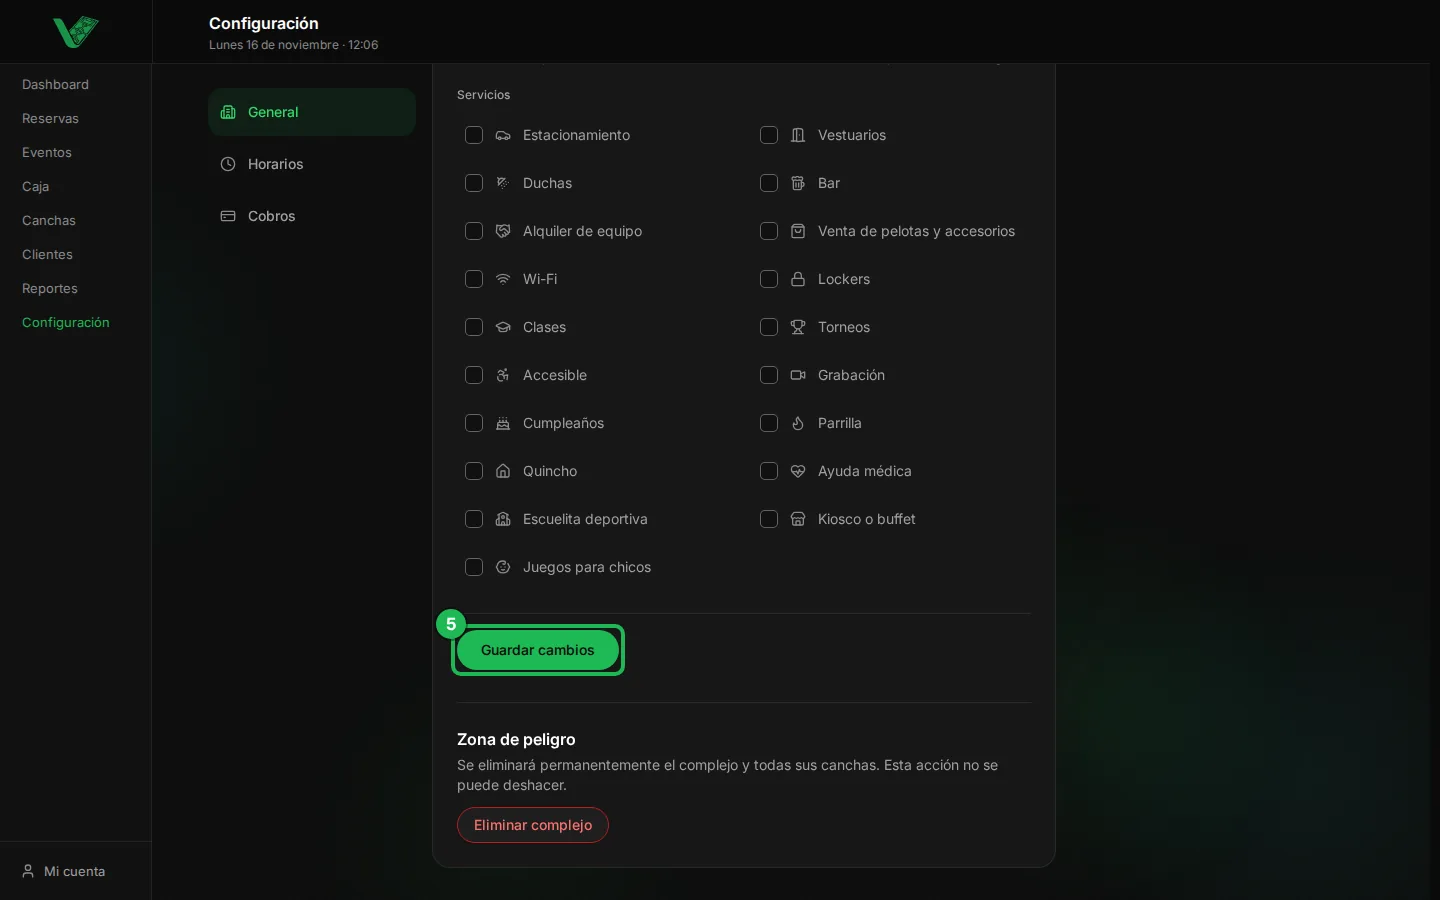 Configuración
Lunes 16 de noviembre · 12:06
Dashboard
Reservas
Eventos
Caja
Canchas
Clientes
Reportes
Configuración
Mi cuenta
General
Horarios
Cobros
Servicios
Estacionamiento
Vestuarios
Duchas
Bar
Alquiler de equipo
Venta de pelotas y accesorios
Wi-Fi
Lockers
Clases
Torneos
Accesible
Grabación
Cumpleaños
Parrilla
Quincho
Ayuda médica
Escuelita deportiva
Kiosco o buffet
Juegos para chicos
5
Guardar cambios
Zona de peligro
Se eliminará permanentemente el complejo y todas sus canchas. Esta acción no se
puede deshacer.
Eliminar complejo